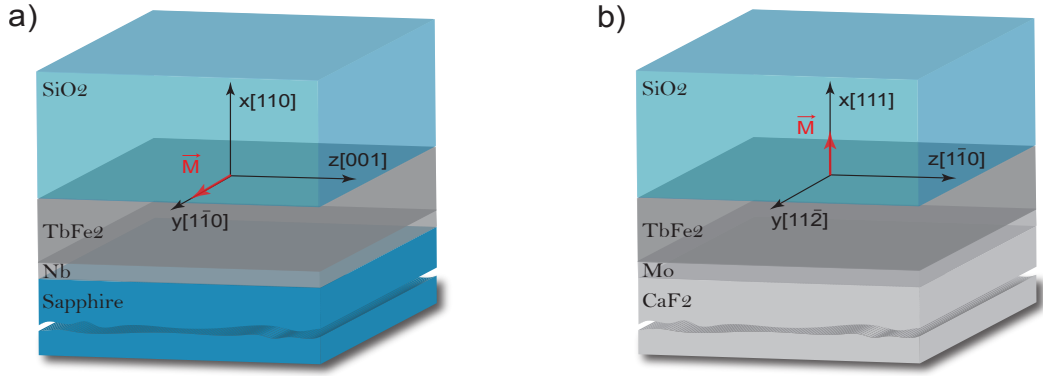 a)
SiO2
x[110]
M
z[001]
y[11̄0]
TbFe2
Nb
Sapphire
b)
SiO2
x[111]
M
z[11̄0]
y[112̄]
TbFe2
Mo
CaF2